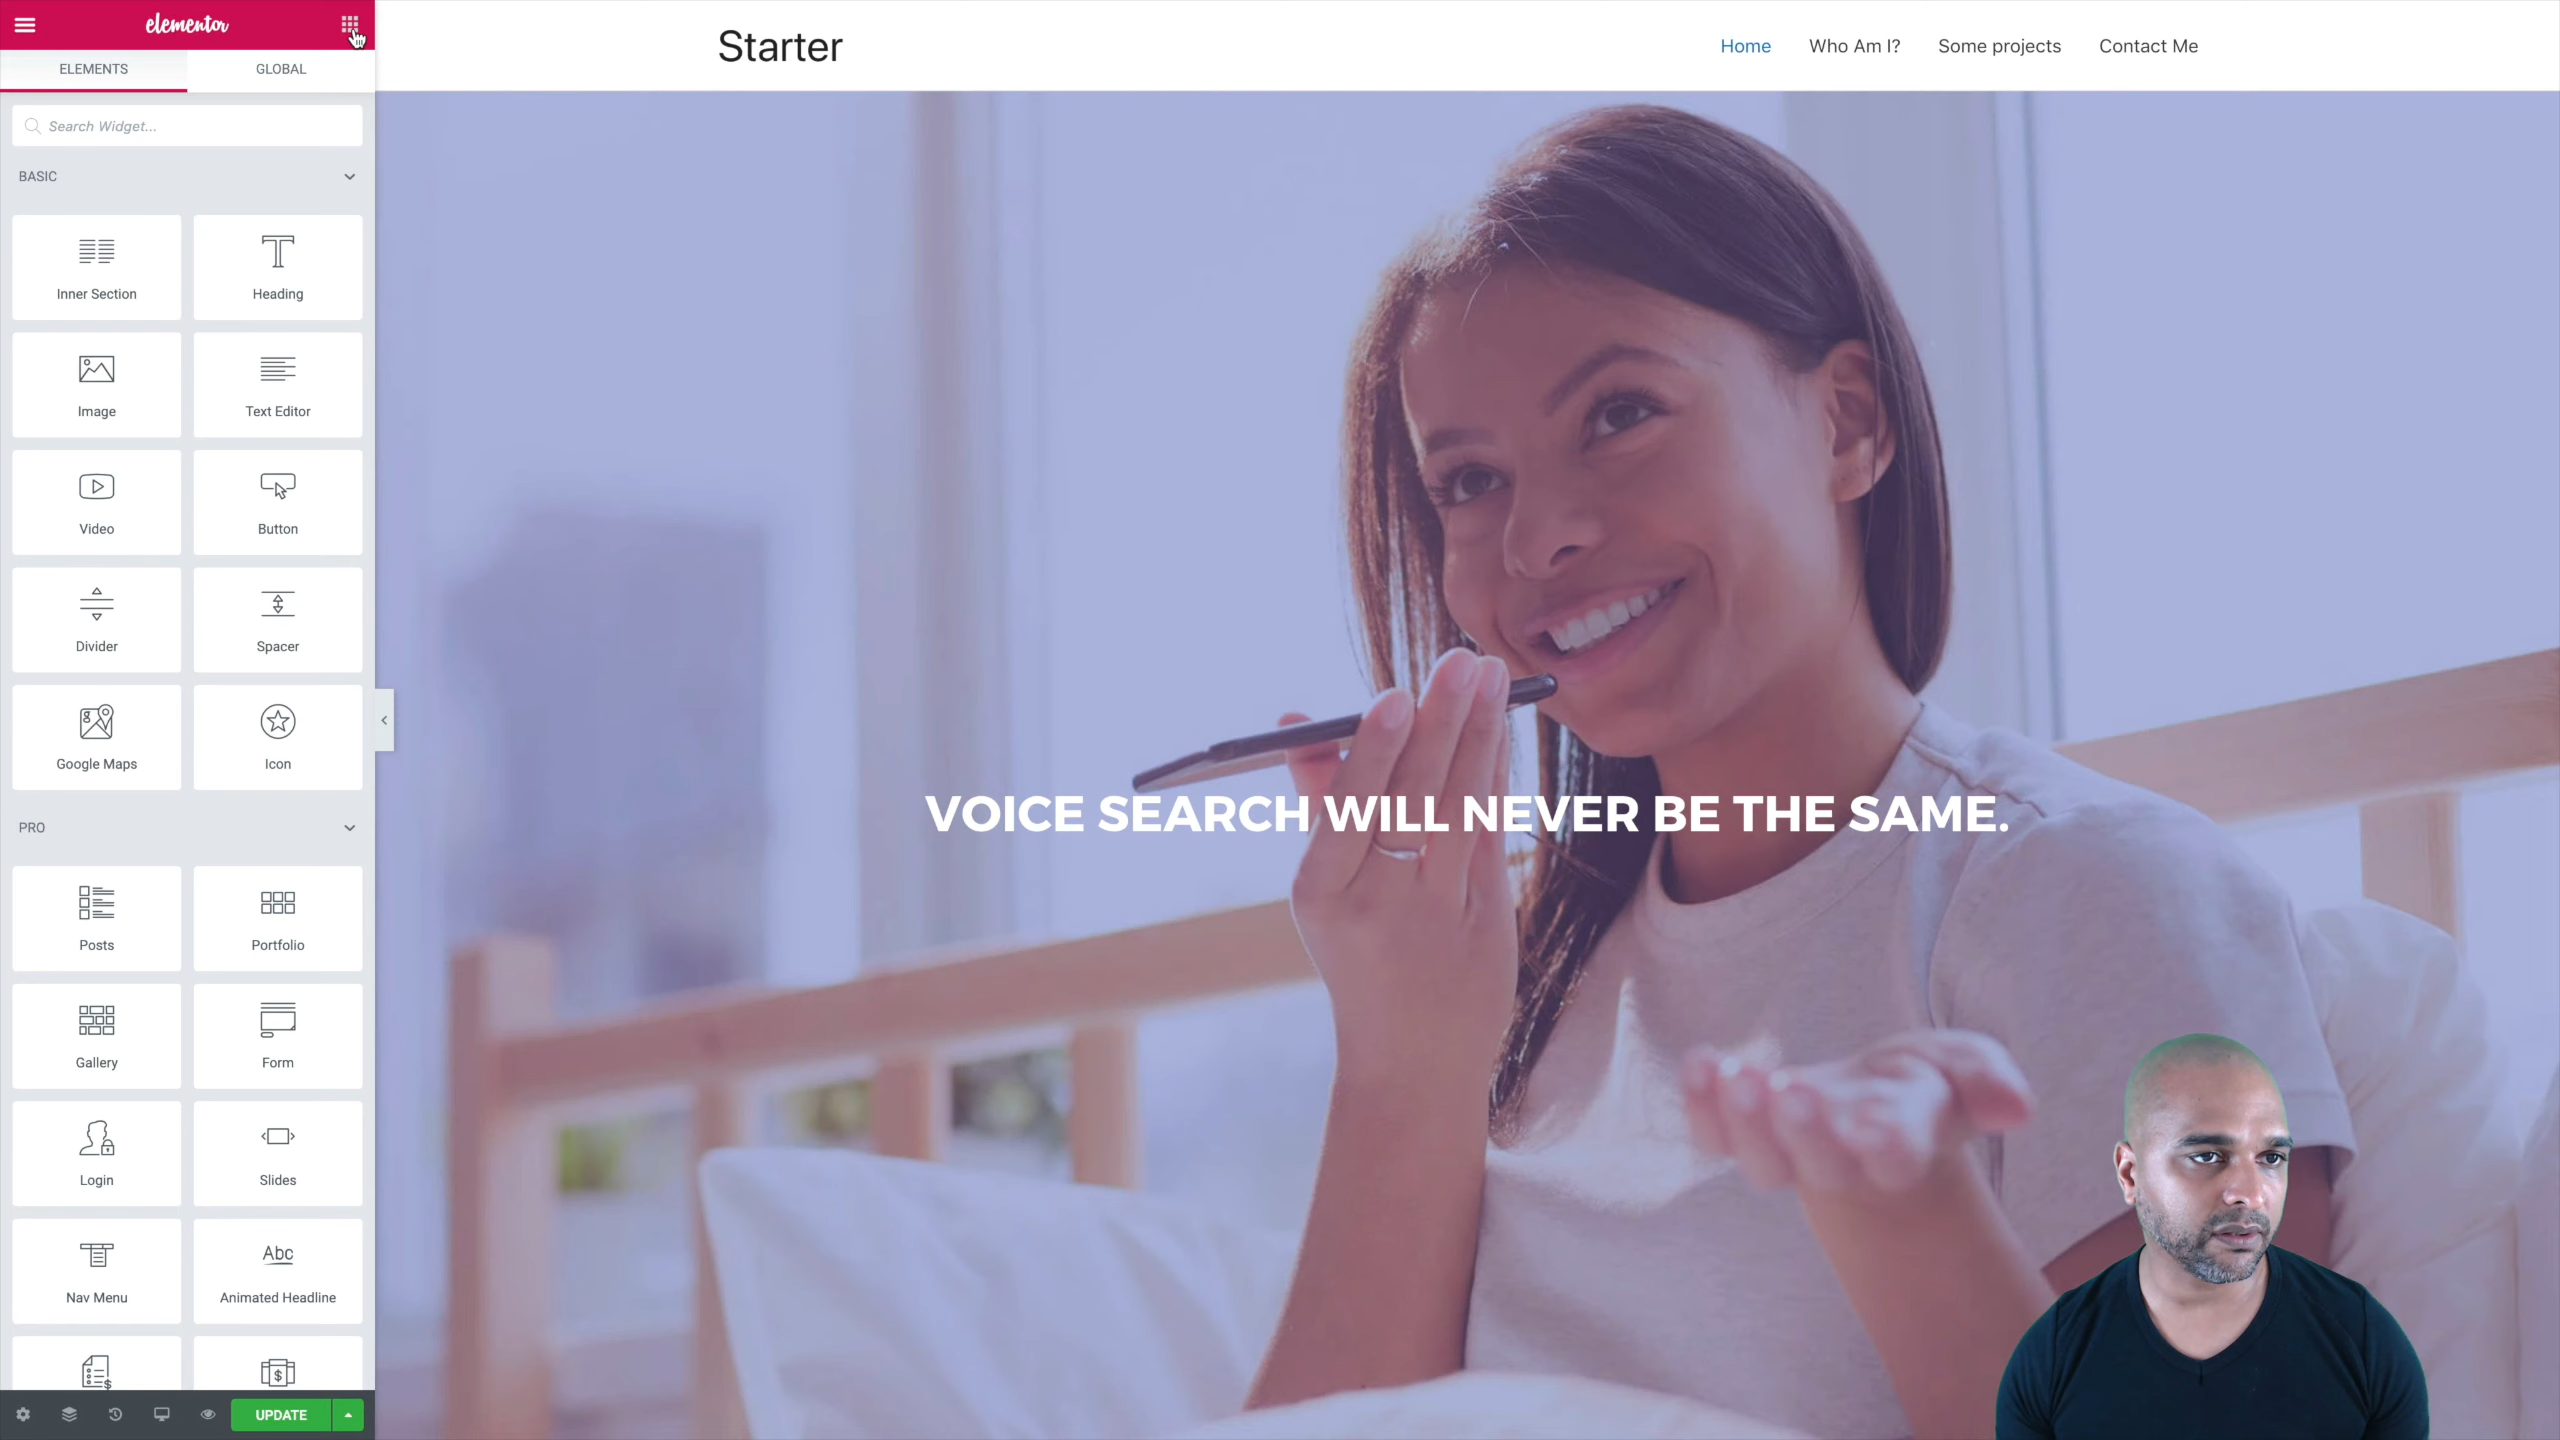 elementor
ELEMENTS
GLOBAL
Search Widget...
BASIC
Inner Section
Heading
Image
Text Editor
Video
Button
Divider
Spacer
Google Maps
Icon
PRO
Posts
Portfolio
Gallery
Form
Login
Slides
Nav Menu
Abc
Animated Headline
UPDATE
Starter
Home
Who Am I?
Some projects
Contact Me
VOICE SEARCH WILL NEVER BE THE SAME.